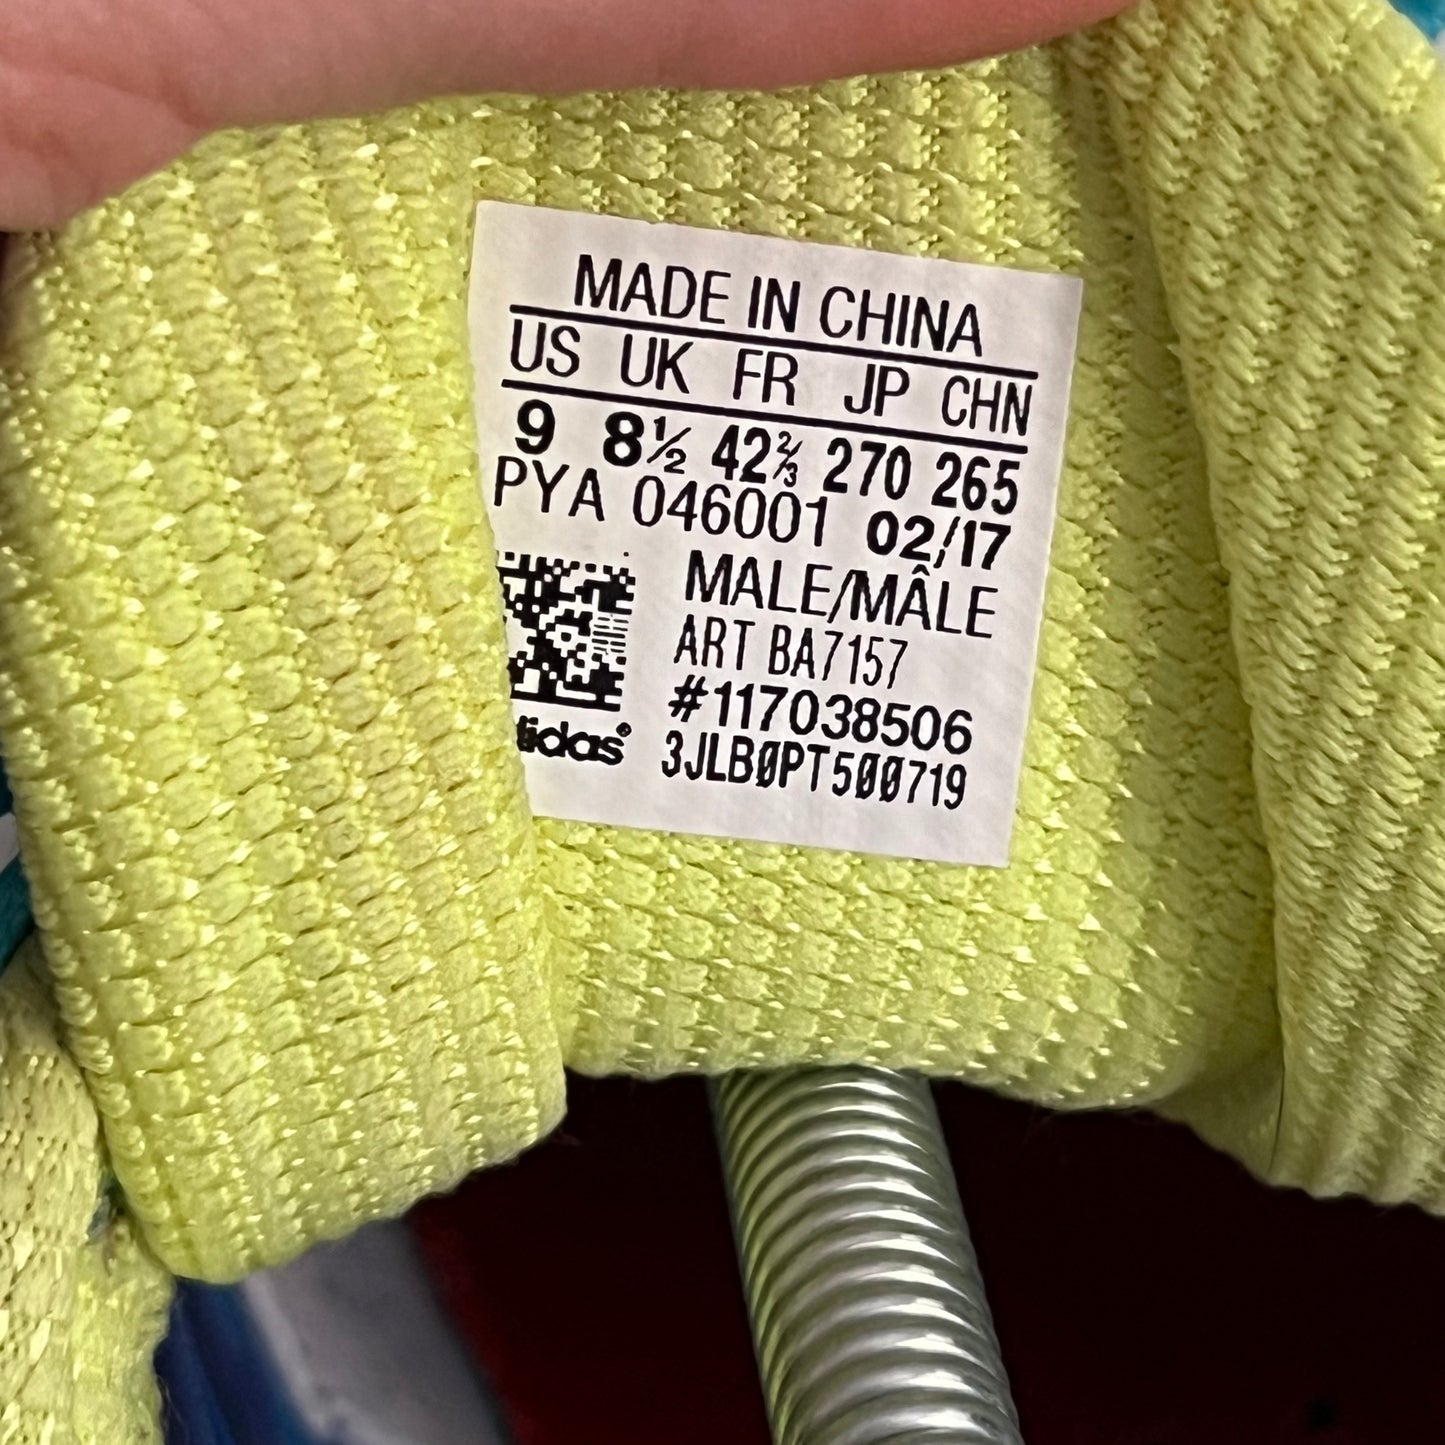 MADE IN CHINA
US UK FR JP CHN
9 8½ 42⅔ 270 265
PYA 046001 02/17
MALE/MÂLE
ART BA7157
#117038506
adidas® 3JLBØPT5ØØ719